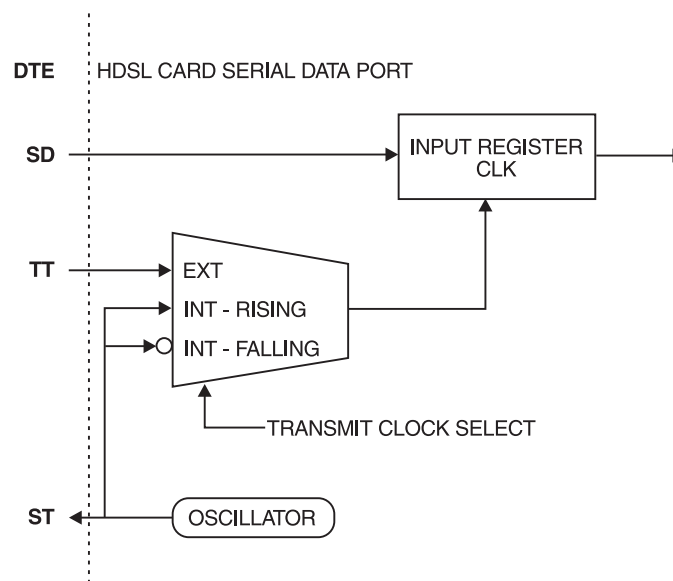 DTE
HDSL CARD SERIAL DATA PORT
SD
INPUT REGISTER
CLK
TT
EXT
INT - RISING
INT - FALLING
TRANSMIT CLOCK SELECT
ST
OSCILLATOR